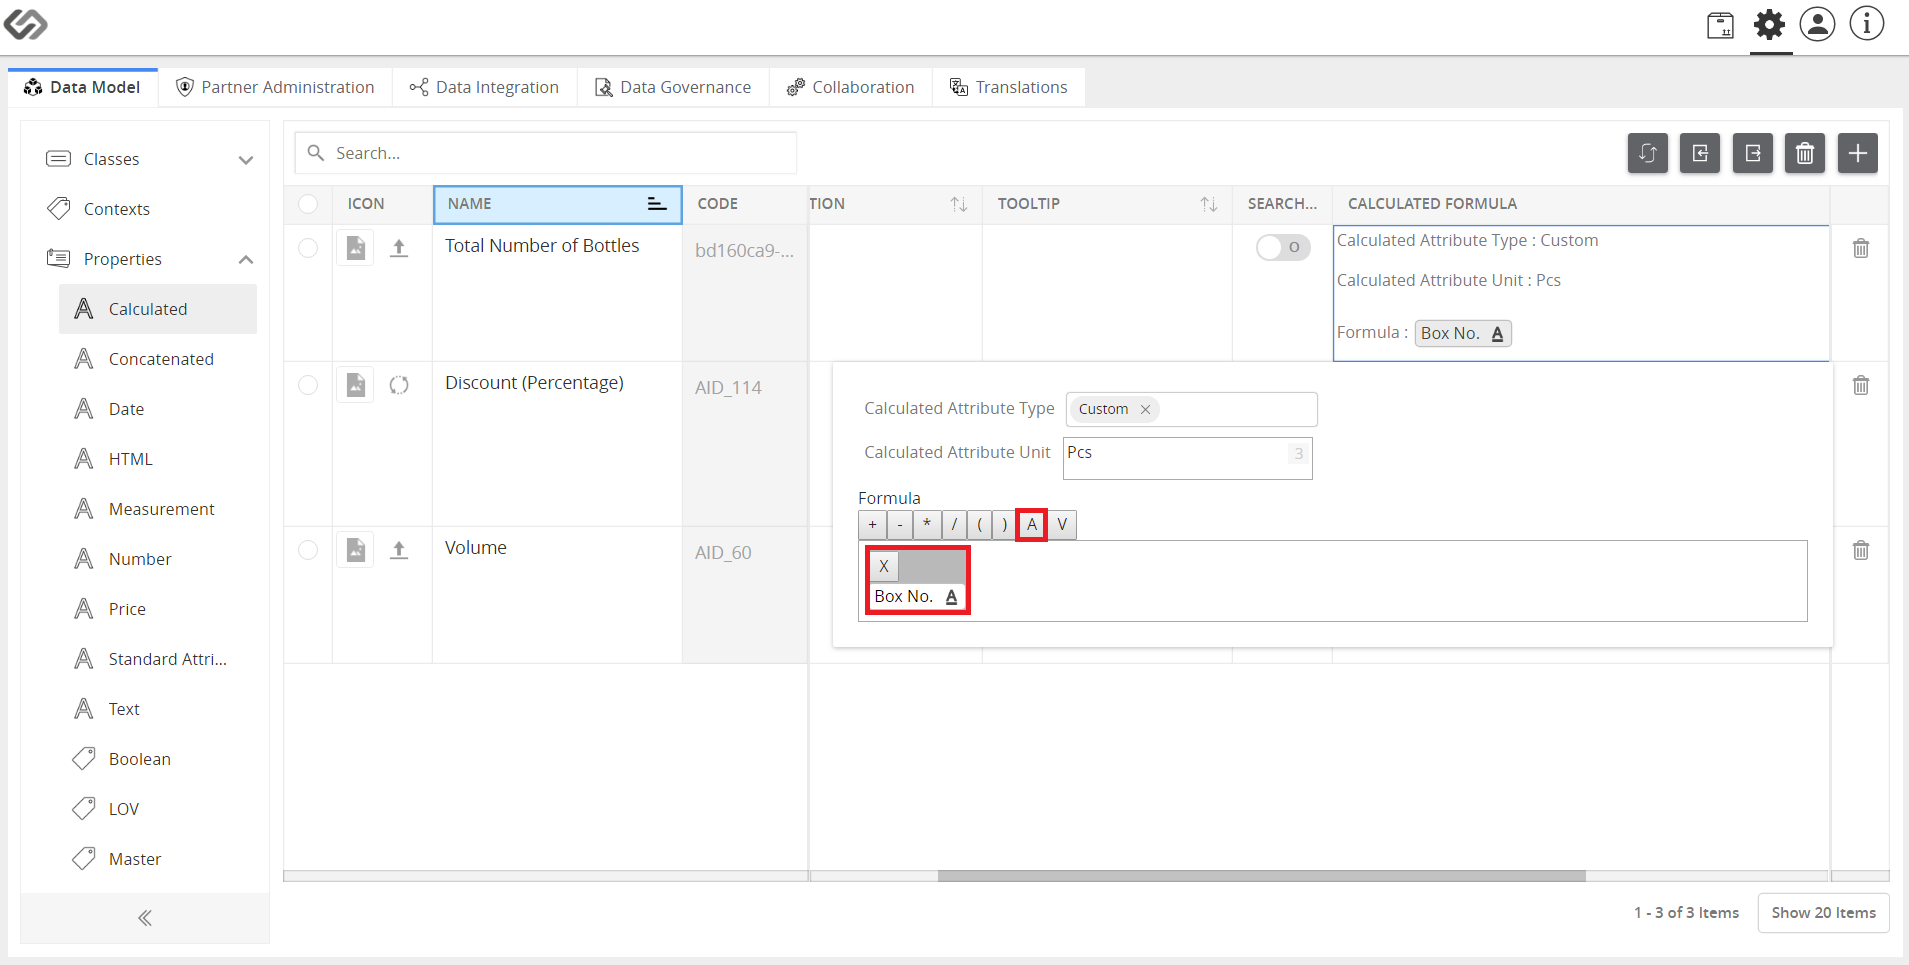 Data Model
Partner Administration
Data Integration
Data Governance
Collaboration
Translations
Classes
Contexts
Properties
Calculated
Concatenated
Date
HTML
Measurement
Number
Price
Standard Attri...
Text
Boolean
LOV
Master
Search...
ICON NAME CODE TION TOOLTIP SEARCH... CALCULATED FORMULA
Total Number of Bottles bd160ca9-...
Calculated Attribute Type : Custom
Calculated Attribute Unit : Pcs
Formula : Box No. A
Discount (Percentage) AID_114
Volume AID_60
Calculated Attribute Type Custom
Calculated Attribute Unit Pcs 3
Formula
+ - * / ( ) A V
X
Box No. A
1 - 3 of 3 Items Show 20 Items